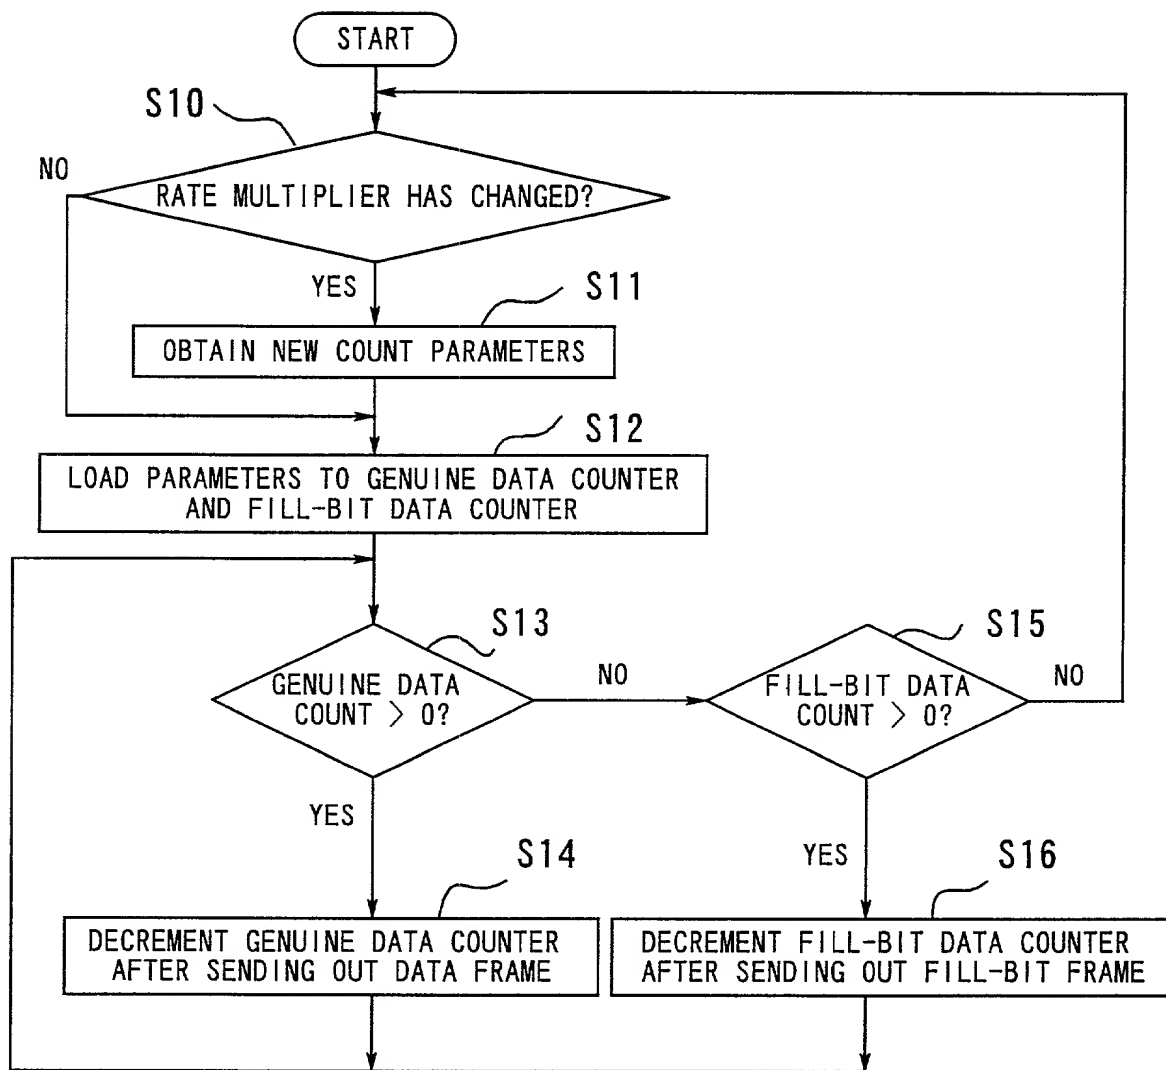 START
S10
NO
RATE MULTIPLIER HAS CHANGED?
YES
S11
OBTAIN NEW COUNT PARAMETERS
S12
LOAD PARAMETERS TO GENUINE DATA COUNTER
AND FILL-BIT DATA COUNTER
S13
GENUINE DATA
COUNT > 0?
NO
S15
FILL-BIT DATA
COUNT > 0?
NO
YES
S14
DECREMENT GENUINE DATA COUNTER
AFTER SENDING OUT DATA FRAME
YES
S16
DECREMENT FILL-BIT DATA COUNTER
AFTER SENDING OUT FILL-BIT FRAME